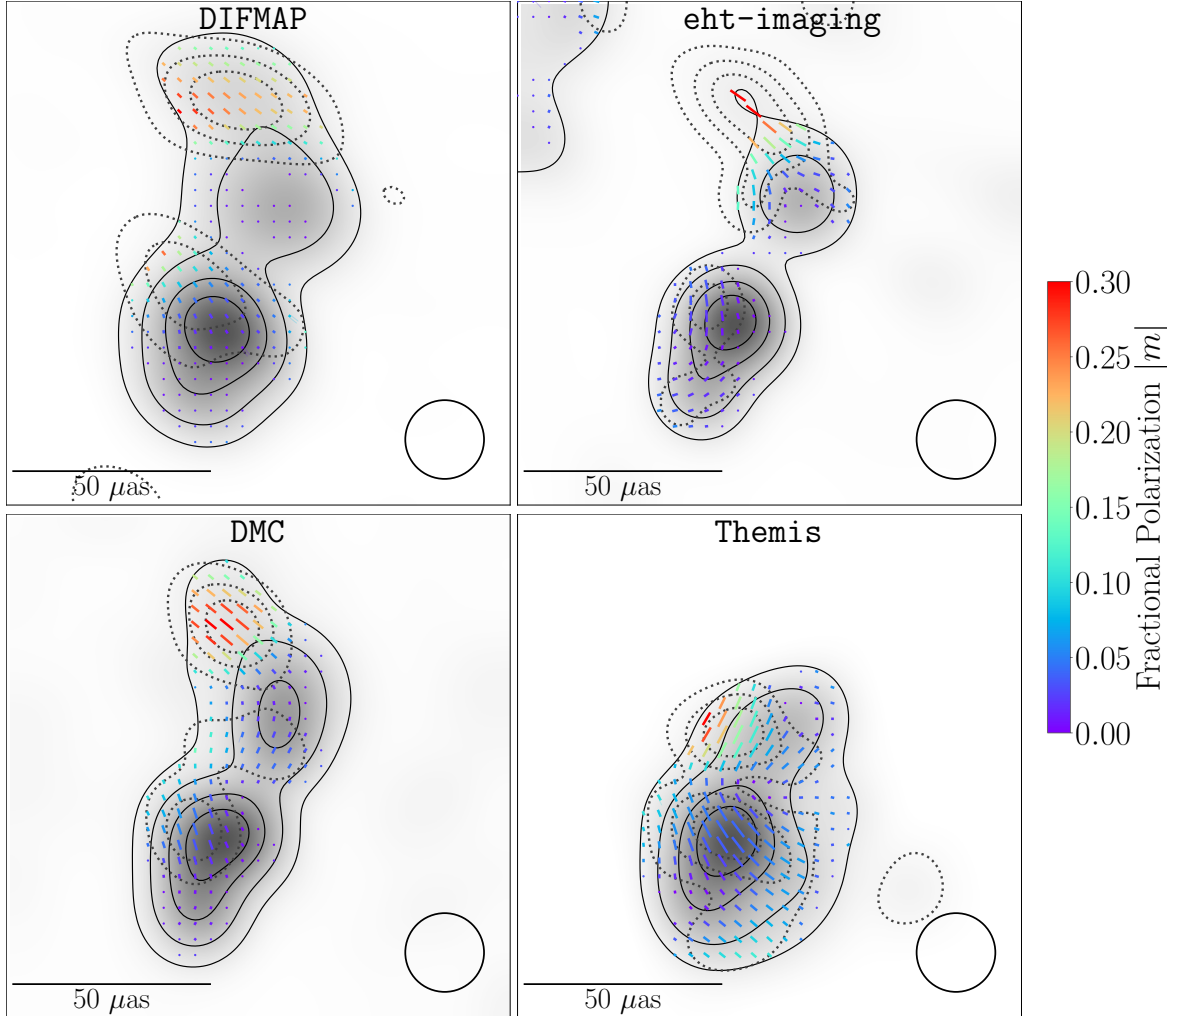 DIFMAP
eht-imaging
50 μas
50 μas
DMC
Themis
50 μas
50 μas
0.30
0.25
0.20
0.15
0.10
0.05
0.00
Fractional Polarization |m|